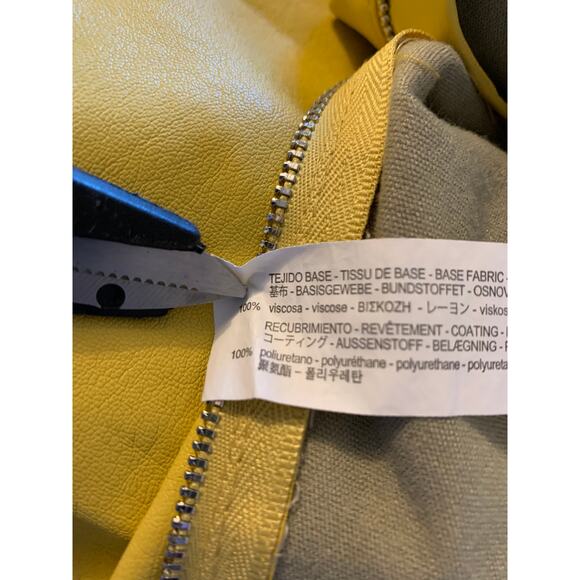 TEJIDO BASE - TISSU DE BASE - BASE FABRIC -
基布 - BASISGEWEBE - BUNDSTOFFET - OSNOV
100% viscosa - viscose - ΒΙΣΚΟΖΗ - レーヨン - viskos
RECUBRIMIENTO - REVÊTEMENT - COATING -
コーティング - AUSSENSTOFF - BELÆGNING -
100% poliuretano - polyuréthane - polyurethane - poliureta
聚氨酯 - 폴리우레탄